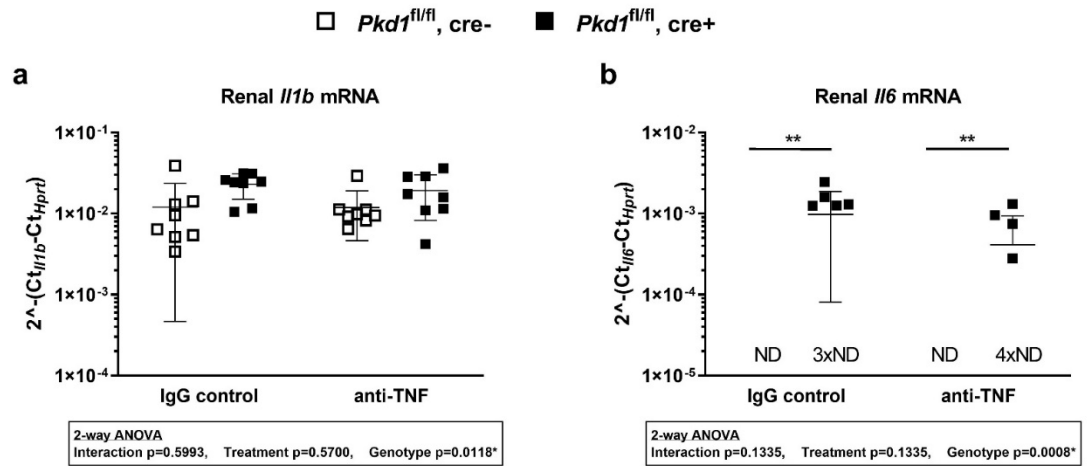 Pkd1fl/fl, cre-    Pkd1fl/fl, cre+
a
Renal Il1b mRNA
2^-(CtIl1b-CtHprt)
1×10-1
1×10-2
1×10-3
1×10-4
IgG control    anti-TNF
2-way ANOVA
Interaction p=0.5993,    Treatment p=0.5700,    Genotype p=0.0118*
b
Renal Il6 mRNA
2^-(CtIl6-CtHprt)
1×10-2
1×10-3
1×10-4
1×10-5
**    **
ND    3xND    ND    4xND
IgG control    anti-TNF
2-way ANOVA
Interaction p=0.1335,    Treatment p=0.1335,    Genotype p=0.0008*